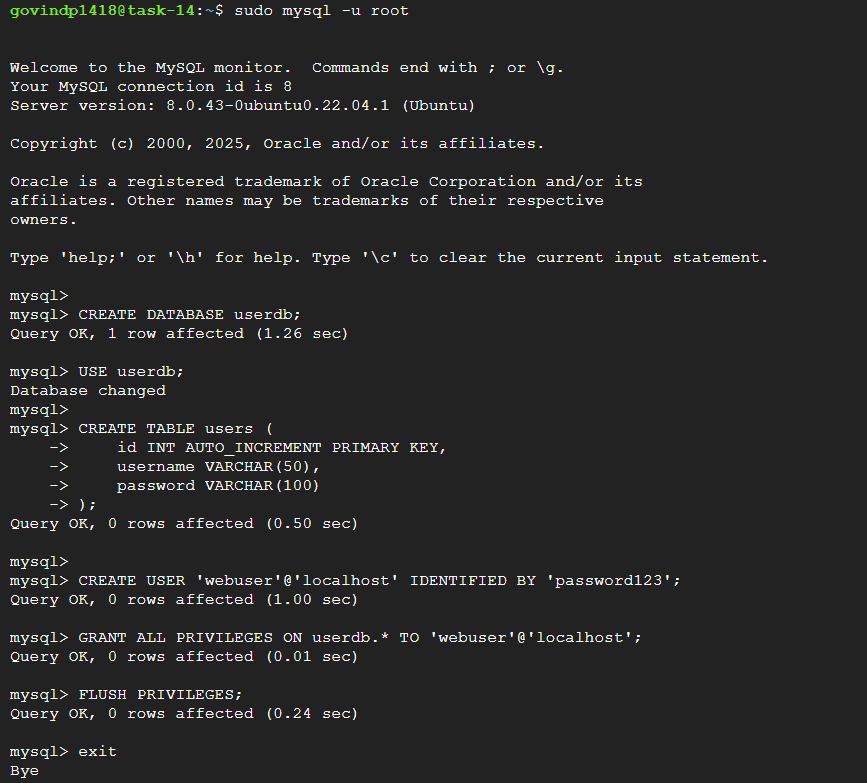 govindp1418@task-14:~$ sudo mysql -u root
Welcome to the MySQL monitor.  Commands end with ; or \g.
Your MySQL connection id is 8
Server version: 8.0.43-0ubuntu0.22.04.1 (Ubuntu)
Copyright (c) 2000, 2025, Oracle and/or its affiliates.
Oracle is a registered trademark of Oracle Corporation and/or its
affiliates. Other names may be trademarks of their respective
owners.
Type 'help;' or '\h' for help. Type '\c' to clear the current input statement.
mysql>
mysql> CREATE DATABASE userdb;
Query OK, 1 row affected (1.26 sec)
mysql> USE userdb;
Database changed
mysql>
mysql> CREATE TABLE users (
    ->     id INT AUTO_INCREMENT PRIMARY KEY,
    ->     username VARCHAR(50),
    ->     password VARCHAR(100)
    -> );
Query OK, 0 rows affected (0.50 sec)
mysql>
mysql> CREATE USER 'webuser'@'localhost' IDENTIFIED BY 'password123';
Query OK, 0 rows affected (1.00 sec)
mysql> GRANT ALL PRIVILEGES ON userdb.* TO 'webuser'@'localhost';
Query OK, 0 rows affected (0.01 sec)
mysql> FLUSH PRIVILEGES;
Query OK, 0 rows affected (0.24 sec)
mysql> exit
Bye